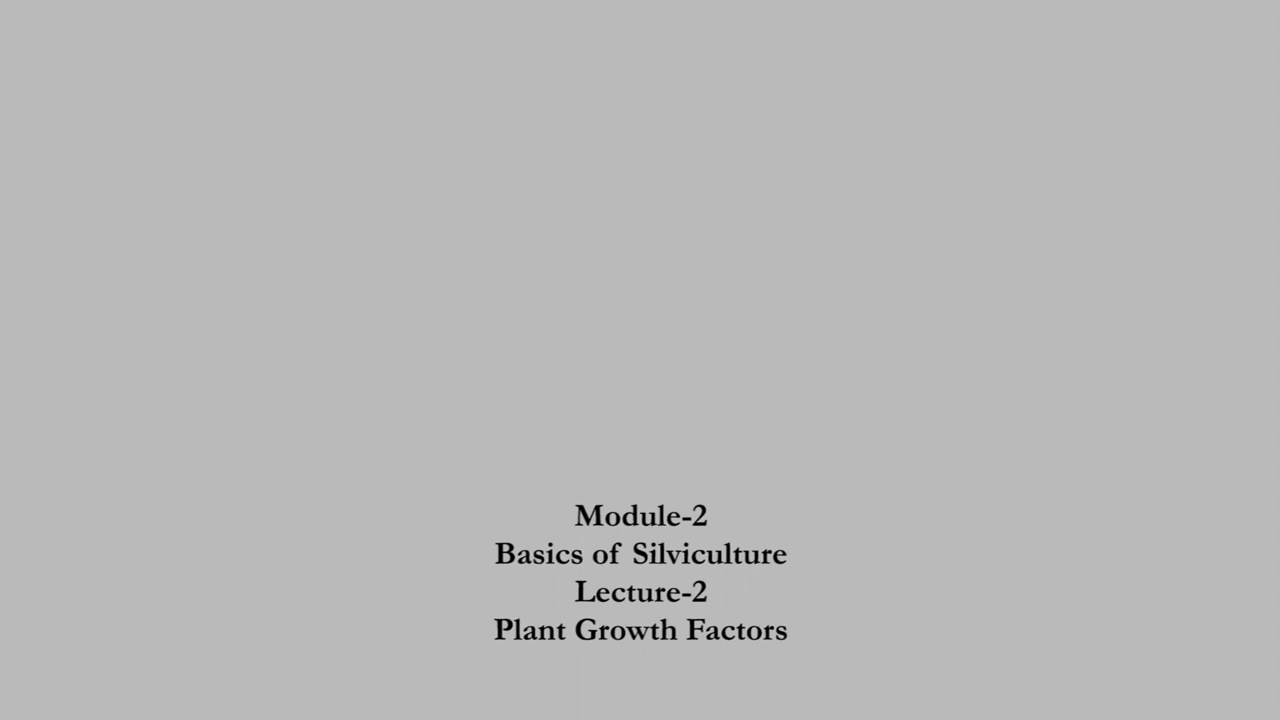 Module-2
Basics of Silviculture
Lecture-2
Plant Growth Factors